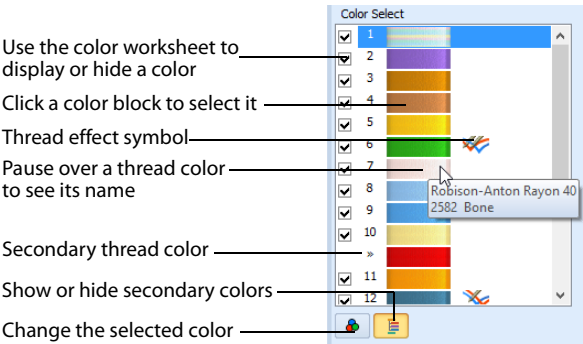 Color Select
1
Use the color worksheet to
display or hide a color
2
3
Click a color block to select it
4
5
Thread effect symbol
6
Pause over a thread color
to see its name
7
8
Robison-Anton Rayon 40
2582 Bone
9
10
Secondary thread color
»
11
Show or hide secondary colors
12
Change the selected color